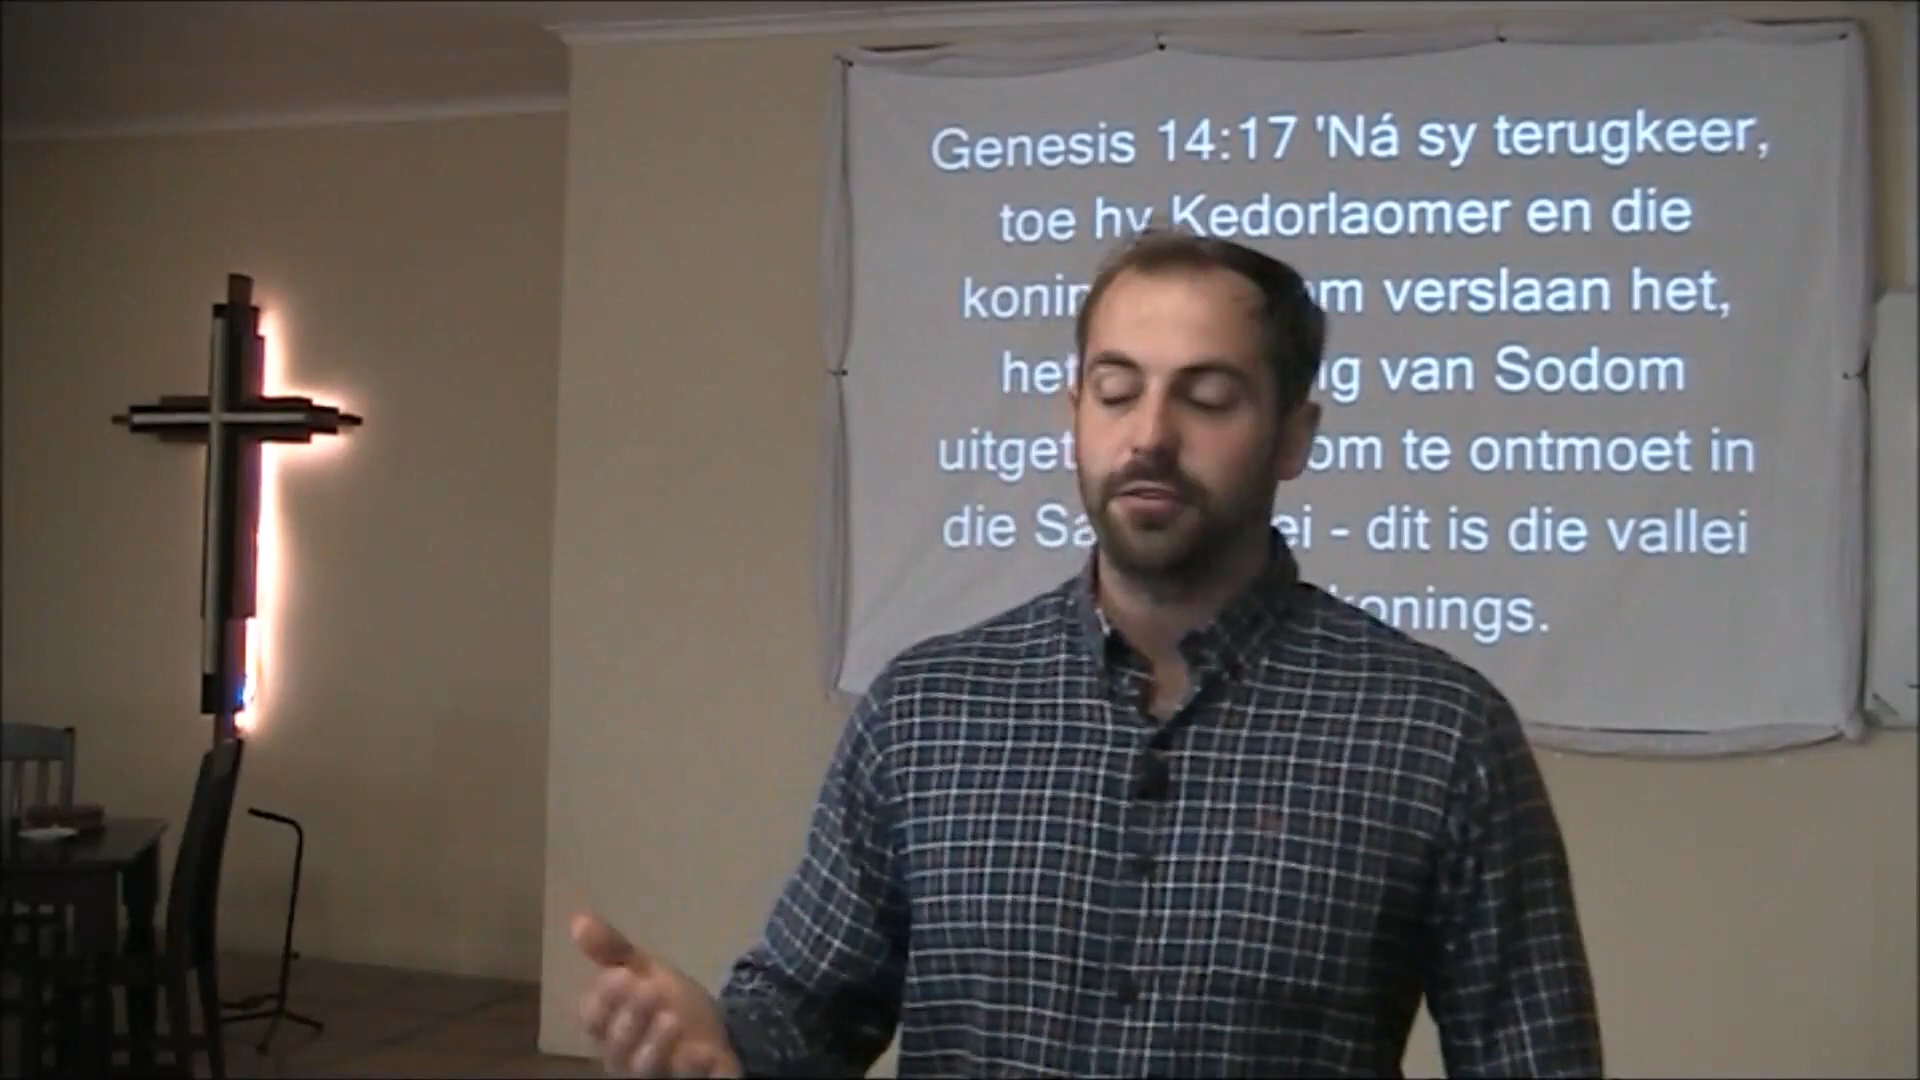 Genesis 14:17 'Ná sy terugkeer,
toe hy Kedorlaomer en die
verslaan het,
van Sodom
te ontmoet in
die - dit is die vallei
konings.